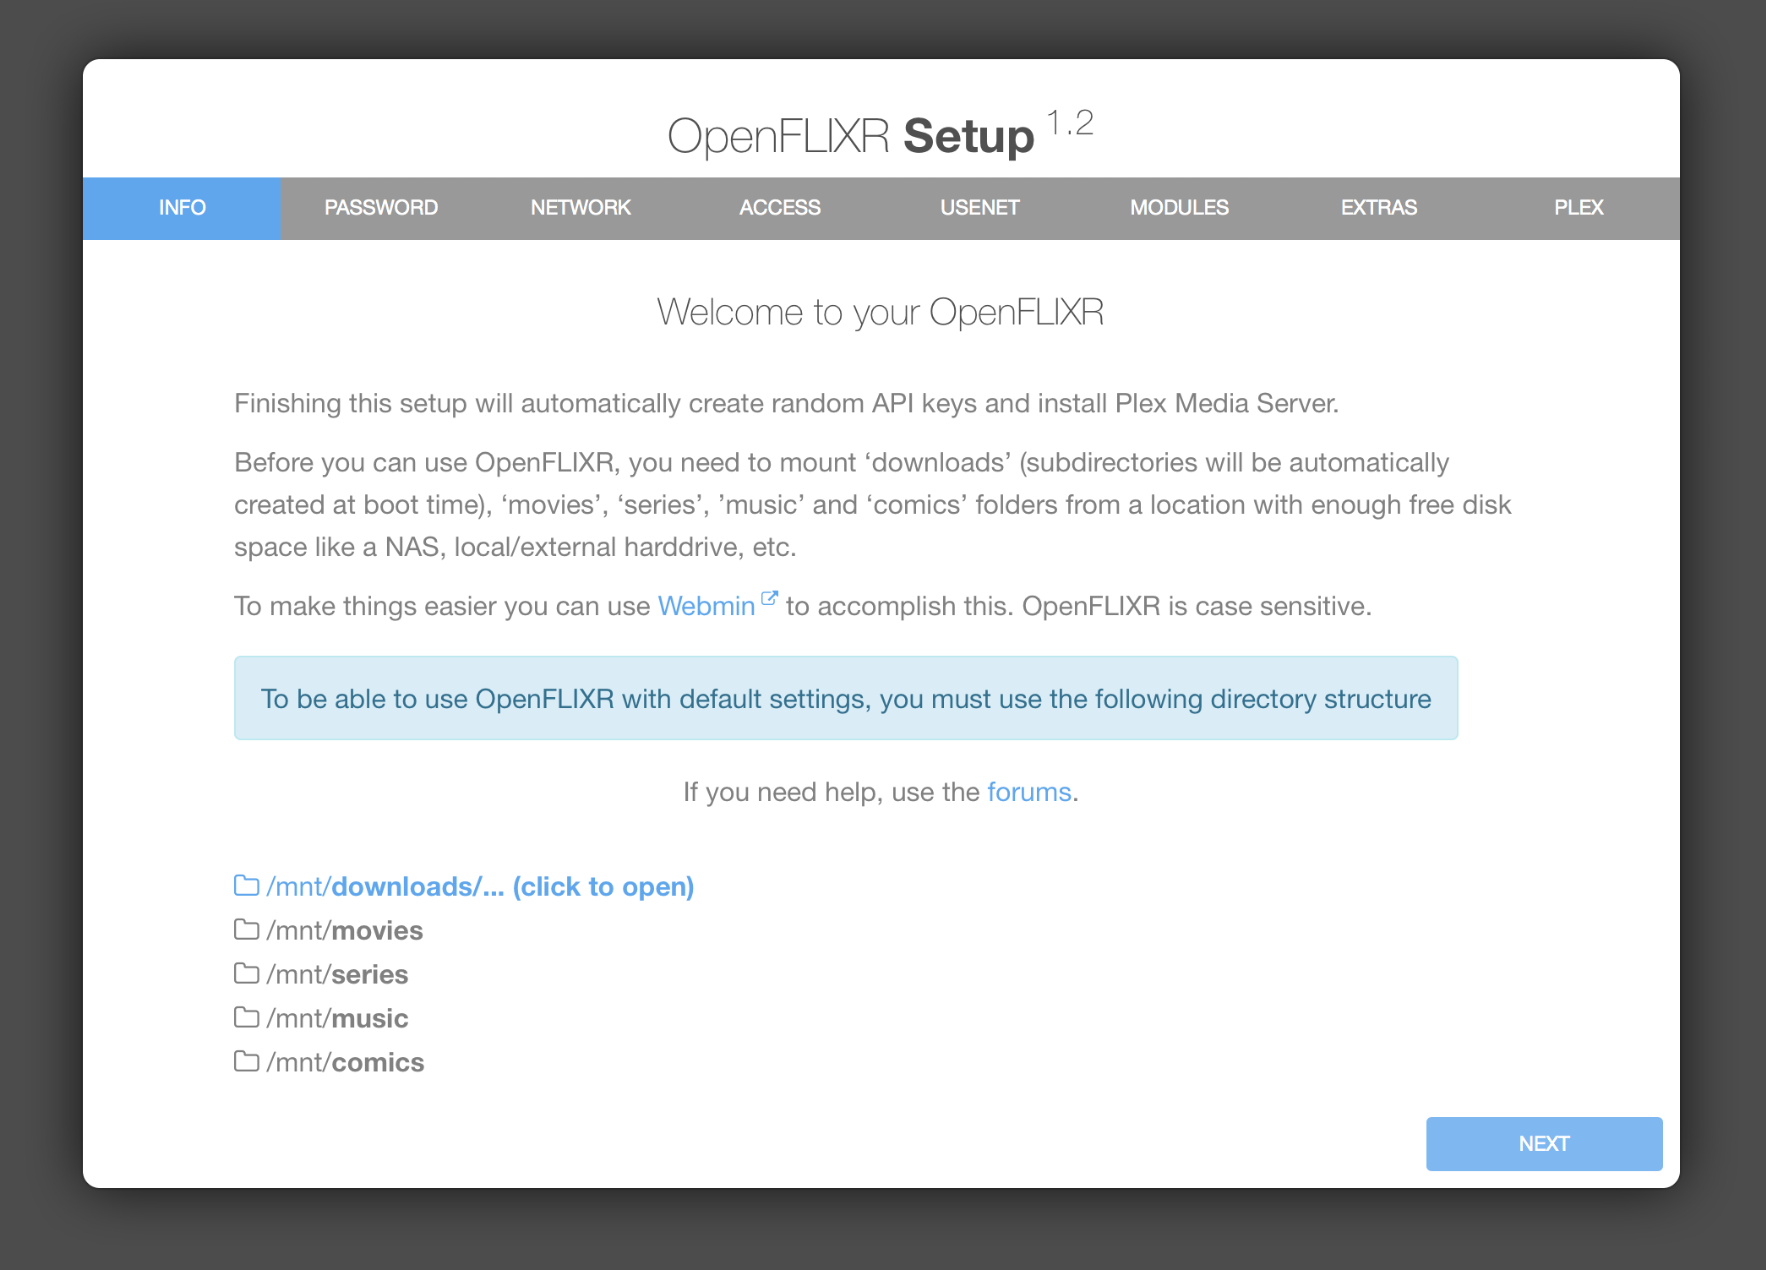 OpenFLIXR Setup 1.2
INFO PASSWORD NETWORK ACCESS USENET MODULES EXTRAS PLEX
Welcome to your OpenFLIXR
Finishing this setup will automatically create random API keys and install Plex Media Server.
Before you can use OpenFLIXR, you need to mount ‘downloads’ (subdirectories will be automatically
created at boot time), ‘movies’, ‘series’, ’music’ and ‘comics’ folders from a location with enough free disk
space like a NAS, local/external harddrive, etc.
To make things easier you can use Webmin to accomplish this. OpenFLIXR is case sensitive.
To be able to use OpenFLIXR with default settings, you must use the following directory structure
If you need help, use the forums.
/mnt/downloads/... (click to open)
/mnt/movies
/mnt/series
/mnt/music
/mnt/comics
NEXT